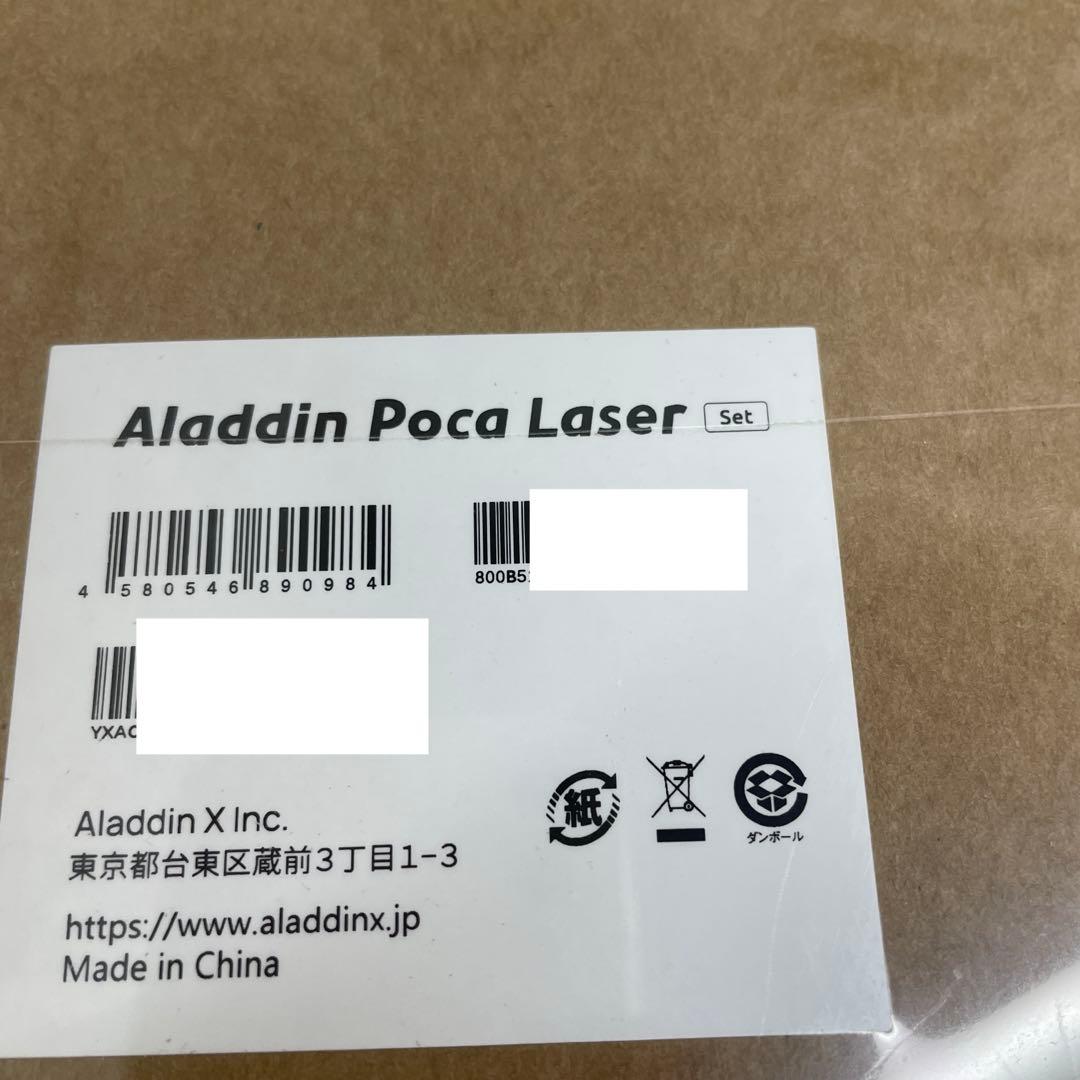 Aladdin Poca Laser Set
4 580546 890984
800B5
YXAC
紙
ダンボール
Aladdin X Inc.
東京都台東区蔵前3丁目1-3
https://www.aladdinx.jp
Made in China